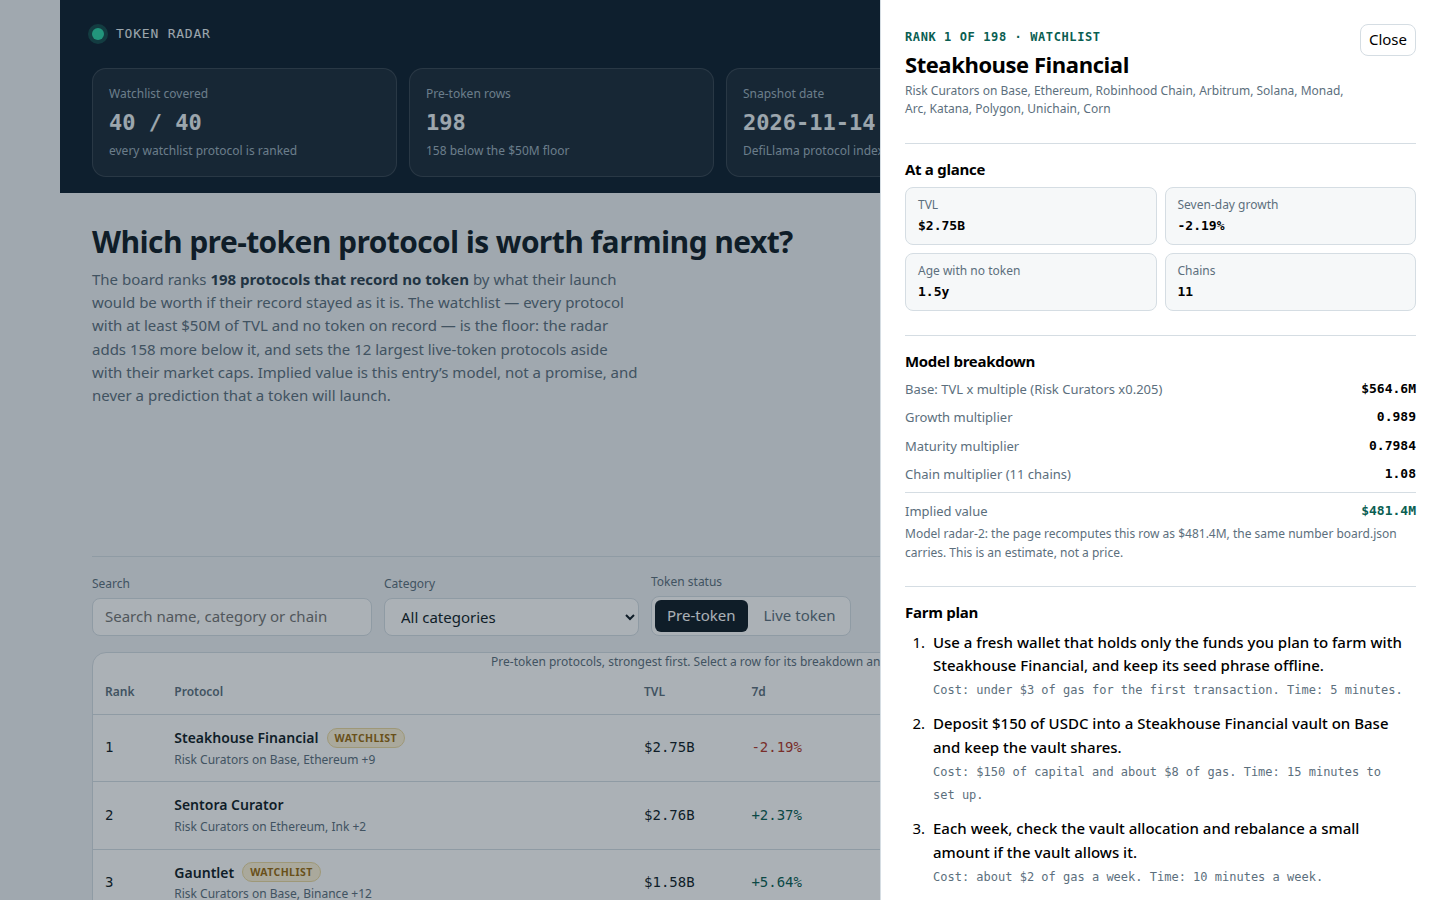 TOKEN RADAR
Watchlist covered
40 / 40
every watchlist protocol is ranked
Pre-token rows
198
158 below the $50M floor
Snapshot date
2026-11-14
DefiLlama protocol index
Which pre-token protocol is worth farming next?
The board ranks 198 protocols that record no token by what their launch
would be worth if their record stayed as it is. The watchlist — every protocol
with at least $50M of TVL and no token on record — is the floor: the radar
adds 158 more below it, and sets the 12 largest live-token protocols aside
with their market caps. Implied value is this entry’s model, not a promise, and
never a prediction that a token will launch.
Search
Search name, category or chain
Category
All categories
Token status
Pre-token
Live token
Pre-token protocols, strongest first. Select a row for its breakdown an
Rank
Protocol
TVL
7d
1
Steakhouse Financial WATCHLIST
Risk Curators on Base, Ethereum +9
$2.75B
-2.19%
2
Sentora Curator
Risk Curators on Ethereum, Ink +2
$2.76B
+2.37%
3
Gauntlet WATCHLIST
Risk Curators on Base, Binance +12
$1.58B
+5.64%
RANK 1 OF 198 · WATCHLIST
Close
Steakhouse Financial
Risk Curators on Base, Ethereum, Robinhood Chain, Arbitrum, Solana, Monad,
Arc, Katana, Polygon, Unichain, Corn
At a glance
TVL
$2.75B
Seven-day growth
-2.19%
Age with no token
1.5y
Chains
11
Model breakdown
Base: TVL x multiple (Risk Curators x0.205)
$564.6M
Growth multiplier
0.989
Maturity multiplier
0.7984
Chain multiplier (11 chains)
1.08
Implied value
$481.4M
Model radar-2: the page recomputes this row as $481.4M, the same number board.json
carries. This is an estimate, not a price.
Farm plan
1. Use a fresh wallet that holds only the funds you plan to farm with
Steakhouse Financial, and keep its seed phrase offline.
Cost: under $3 of gas for the first transaction. Time: 5 minutes.
2. Deposit $150 of USDC into a Steakhouse Financial vault on Base
and keep the vault shares.
Cost: $150 of capital and about $8 of gas. Time: 15 minutes to
set up.
3. Each week, check the vault allocation and rebalance a small
amount if the vault allows it.
Cost: about $2 of gas a week. Time: 10 minutes a week.